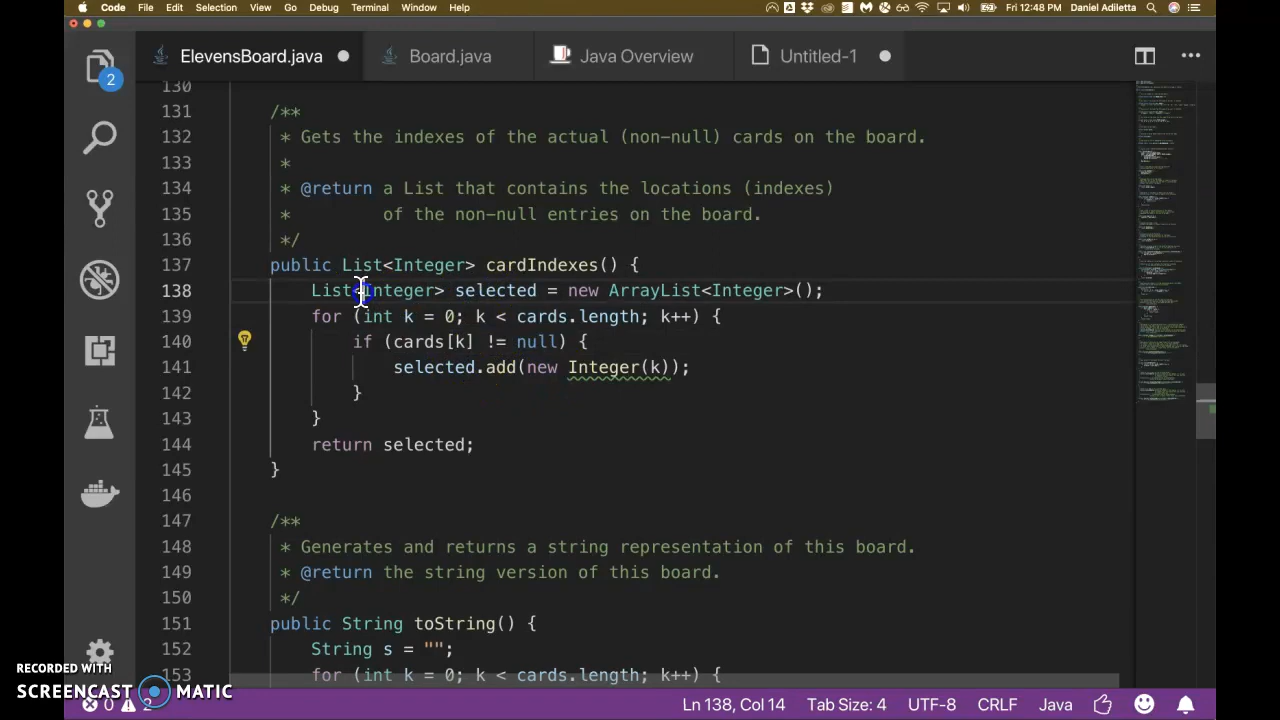 Code File Edit Selection View Go Debug Terminal Window Help Fri 12:48 PM Daniel Adiletta
ElevensBoard.java Board.java Java Overview Untitled-1
2
130
131 /**
132 * Gets the indexes of the actual (non-null) cards on the board.
133 *
134 * @return a List that contains the locations (indexes)
135 * of the non-null entries on the board.
136 */
137 public List<Integer> cardIndexes() {
138 List<Integer> selected = new ArrayList<Integer>();
139 for (int k = 0; k < cards.length; k++) {
140 if (cards[k] != null) {
141 selected.add(new Integer(k));
142 }
143 }
144 return selected;
145 }
146
147 /**
148 * Generates and returns a string representation of this board.
149 * @return the string version of this board.
150 */
151 public String toString() {
152 String s = "";
153 for (int k = 0; k < cards.length; k++) {
RECORDED WITH
SCREENCAST MATIC
0 2 Ln 138, Col 14 Tab Size: 4 UTF-8 CRLF Java